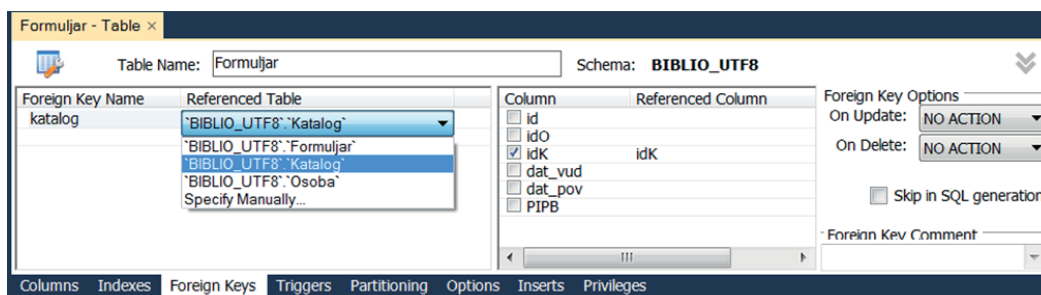 Formuljar - Table ×
Table Name: Formuljar Schema: BIBLIO_UTF8
Foreign Key Name Referenced Table
katalog `BIBLIO_UTF8`.`Katalog`
`BIBLIO_UTF8`.`Formuljar`
`BIBLIO_UTF8`.`Katalog`
`BIBLIO_UTF8`.`Osoba`
Specify Manually...
Column Referenced Column
id
idO
idK idK
dat_vud
dat_pov
PIPB
Foreign Key Options
On Update: NO ACTION
On Delete: NO ACTION
Skip in SQL generation
Foreign Key Comment
Columns Indexes Foreign Keys Triggers Partitioning Options Inserts Privileges